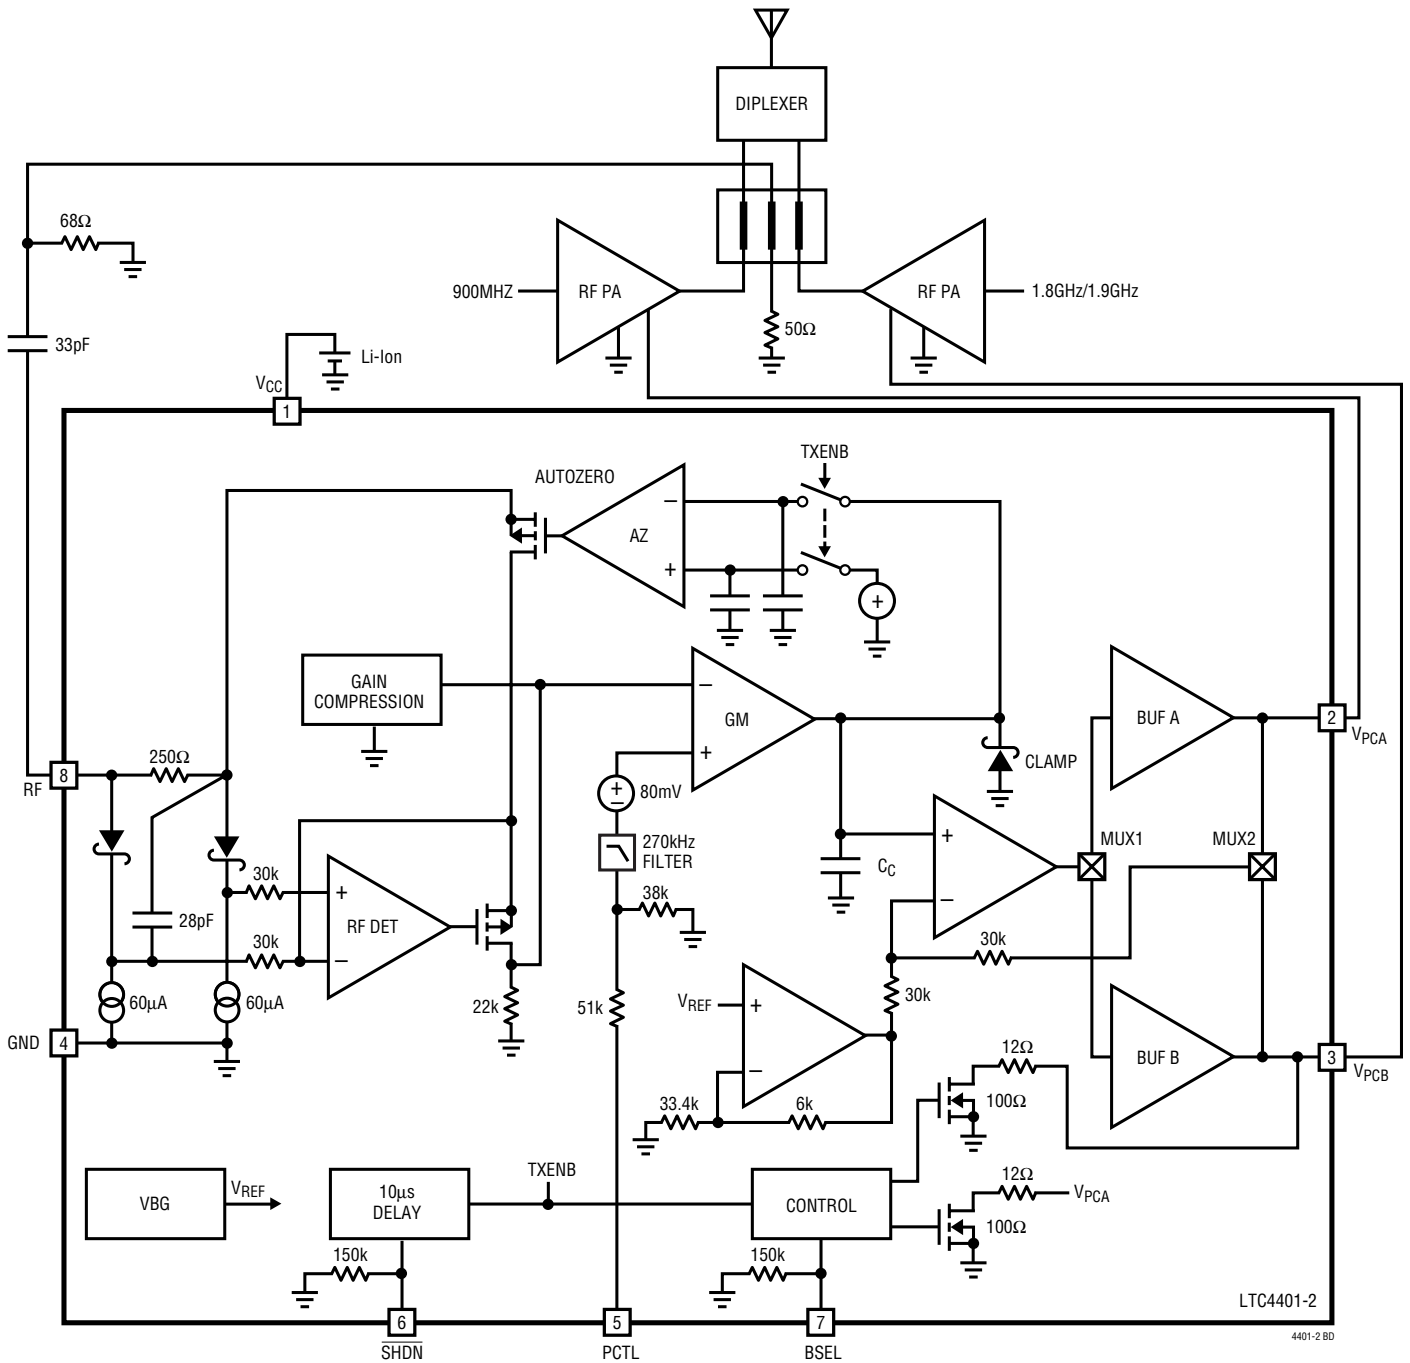 DIPLEXER
68Ω
900MHZ
RF PA
RF PA
1.8GHz/1.9GHz
50Ω
33pF
Li-Ion
VCC
1
TXENB
AUTOZERO
–
AZ
+
+
GAIN
COMPRESSION
–
GM
+
BUF A
2
VPCA
250Ω
8
RF
+
–
80mV
CLAMP
270kHz
FILTER
+
MUX1
MUX2
CC
–
30k
+
38k
28pF
RF DET
30k
–
30k
30k
60µA
60µA
22k
51k
VREF
+
–
GND
4
12Ω
BUF B
3
VPCB
100Ω
33.4k
6k
TXENB
VBG
VREF
10µs
DELAY
CONTROL
12Ω
VPCA
100Ω
150k
150k
LTC4401-2
6
5
7
SHDN
PCTL
BSEL
4401-2 BD